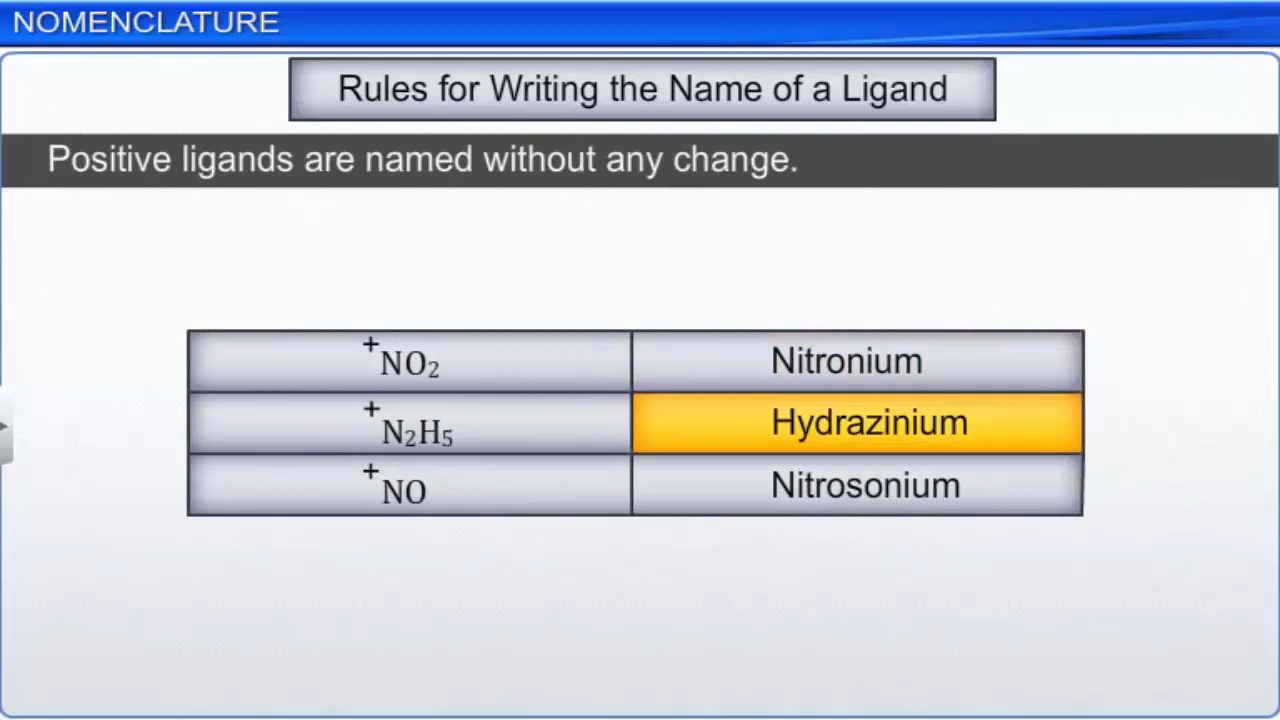 NOMENCLATURE
Rules for Writing the Name of a Ligand
Positive ligands are named without any change.
⁺NO₂ Nitronium
⁺N₂H₅ Hydrazinium
⁺NO Nitrosonium